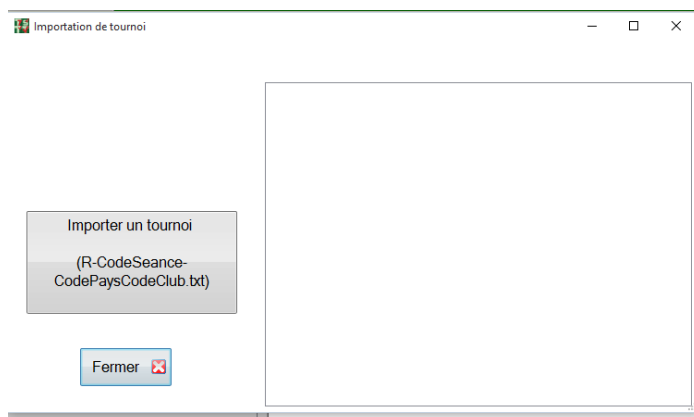 Importation de tournoi
Importer un tournoi
(R-CodeSeance-
CodePaysCodeClub.txt)
Fermer